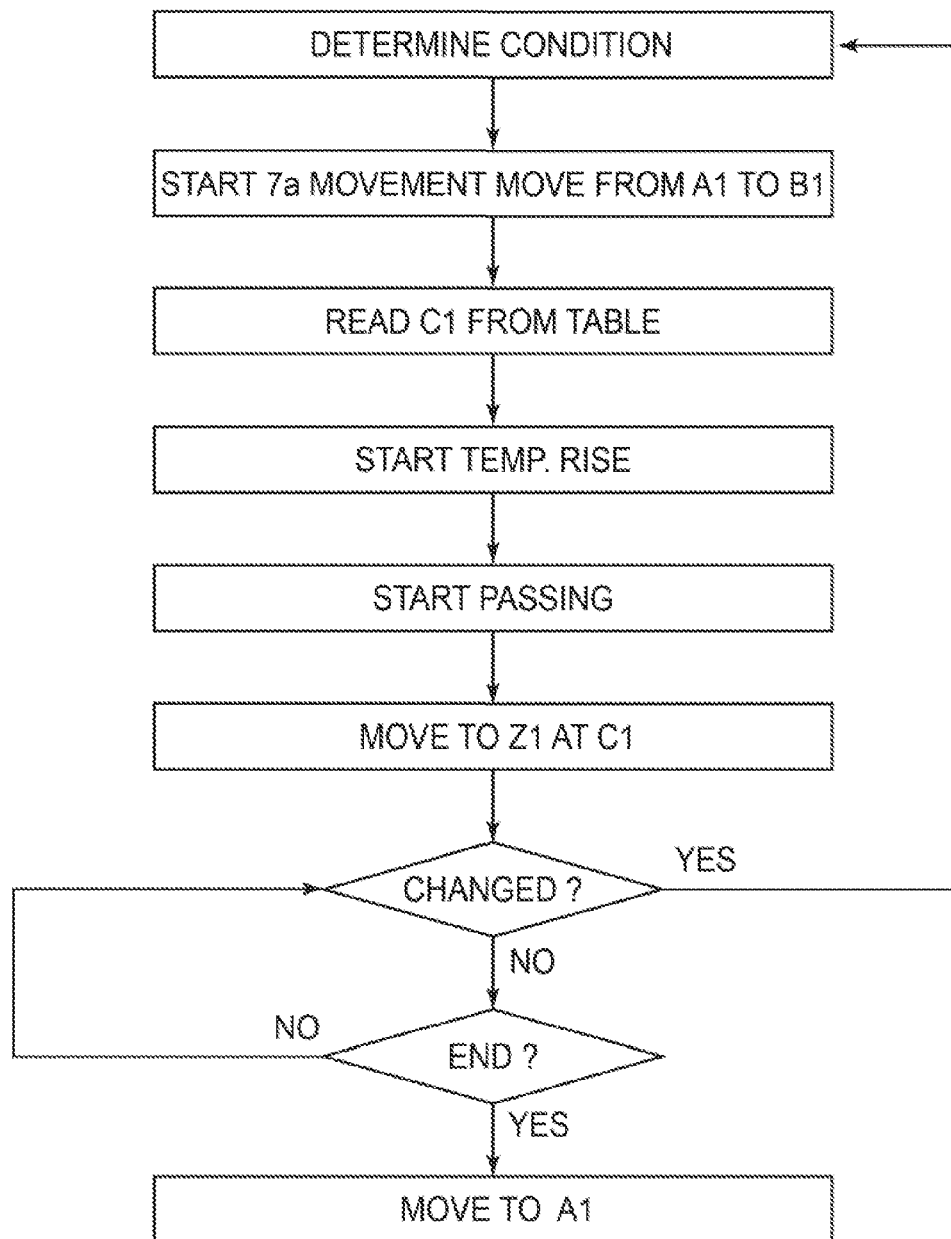 DETERMINE CONDITION
START 7a MOVEMENT MOVE FROM A1 TO B1
READ C1 FROM TABLE
START TEMP. RISE
START PASSING
MOVE TO Z1 AT C1
CHANGED ?
YES
NO
END ?
NO
YES
MOVE TO A1